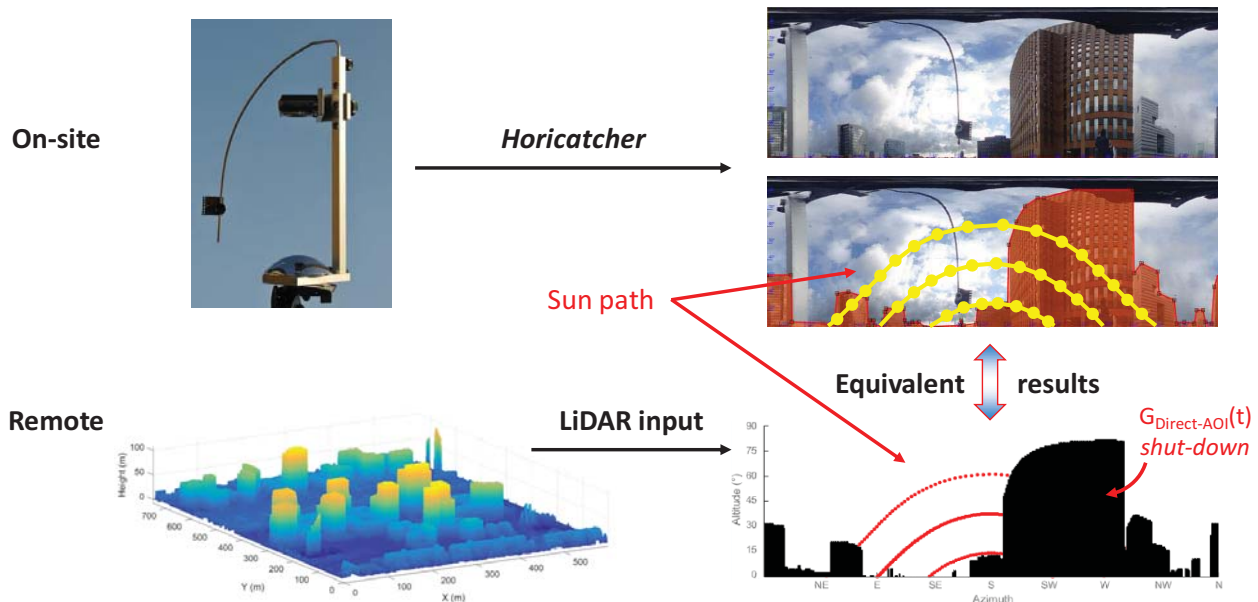 On-site
Horicatcher
Sun path
Equivalent results
Remote
LiDAR input
G_Direct-AOI(t)
shut-down
Height (m)
100
50
0
700
600
500
400
300
200
100
0
Y (m)
0
100
200
300
400
500
X (m)
Altitude (°)
90
75
60
45
30
15
0
NE E SE S SW W NW N
Azimuth